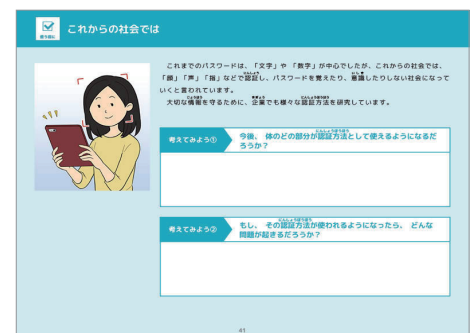 これからの社会では
これまでのパスワードは、「文字」や「数字」が中心でしたが、これからの社会では、
「顔」「声」「指」などで認証し、パスワードを覚えたり、意識したりしない社会になって
いくと言われています。
大切な情報を守るために、企業でも様々な認証方法を研究しています。
考えてみよう①
今後、体のどの部分が認証方法として使えるようになるだ
ろうか?
考えてみよう②
もし、その認証方法が使われるようになったら、どんな
問題が起きるだろうか?
41